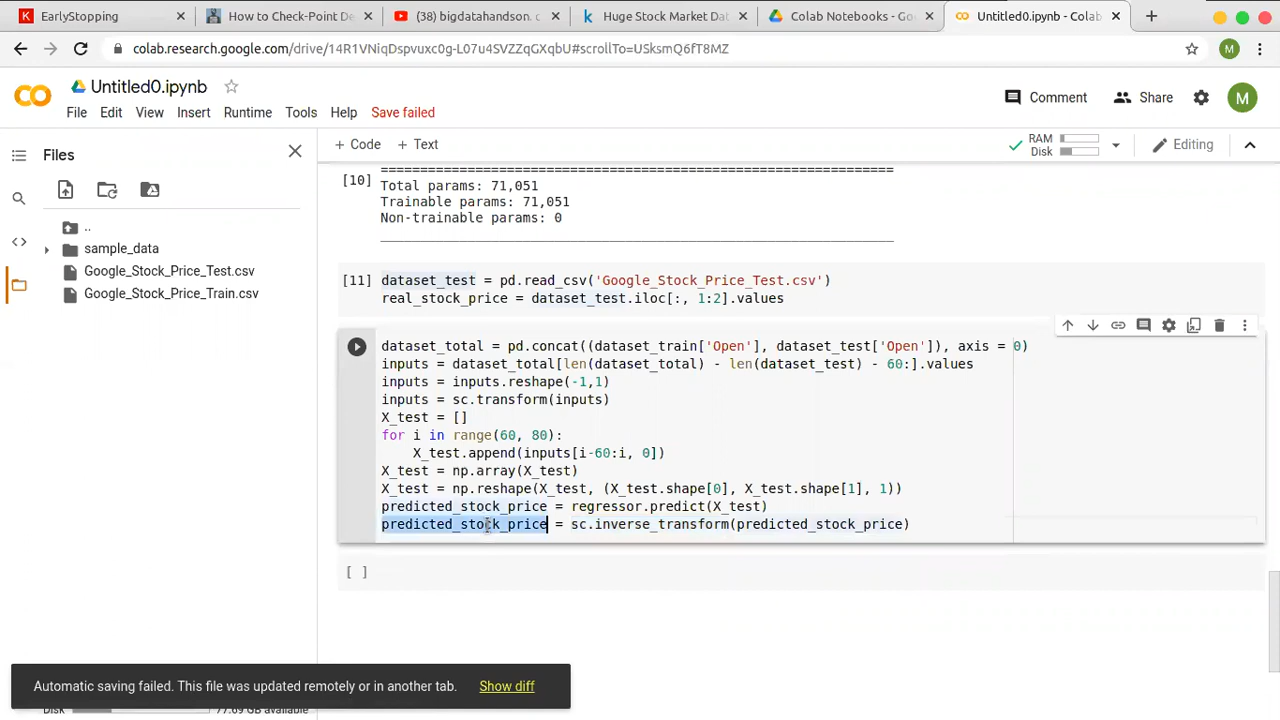 EarlyStopping
How to Check-Point De
(38) bigdatahandson.c
Huge Stock Market Dat
Colab Notebooks - Goo
Untitled0.ipynb - Colab
colab.research.google.com/drive/14R1VNiqDspvuxc0g-L07u4SVZZqGXqbU#scrollTo=USksmQ6fT8MZ
M
Untitled0.ipynb
File Edit View Insert Runtime Tools Help Save failed
Comment Share M
Files
+ Code + Text
RAM
Disk
Editing
..
sample_data
Google_Stock_Price_Test.csv
Google_Stock_Price_Train.csv
=================================================================
[10] Total params: 71,051
Trainable params: 71,051
Non-trainable params: 0
_________________________________________________________________
[11] dataset_test = pd.read_csv('Google_Stock_Price_Test.csv')
real_stock_price = dataset_test.iloc[:, 1:2].values
dataset_total = pd.concat((dataset_train['Open'], dataset_test['Open']), axis = 0)
inputs = dataset_total[len(dataset_total) - len(dataset_test) - 60:].values
inputs = inputs.reshape(-1,1)
inputs = sc.transform(inputs)
X_test = []
for i in range(60, 80):
X_test.append(inputs[i-60:i, 0])
X_test = np.array(X_test)
X_test = np.reshape(X_test, (X_test.shape[0], X_test.shape[1], 1))
predicted_stock_price = regressor.predict(X_test)
predicted_stock_price = sc.inverse_transform(predicted_stock_price)
[ ]
Automatic saving failed. This file was updated remotely or in another tab. Show diff
Disk 77.69 GB available